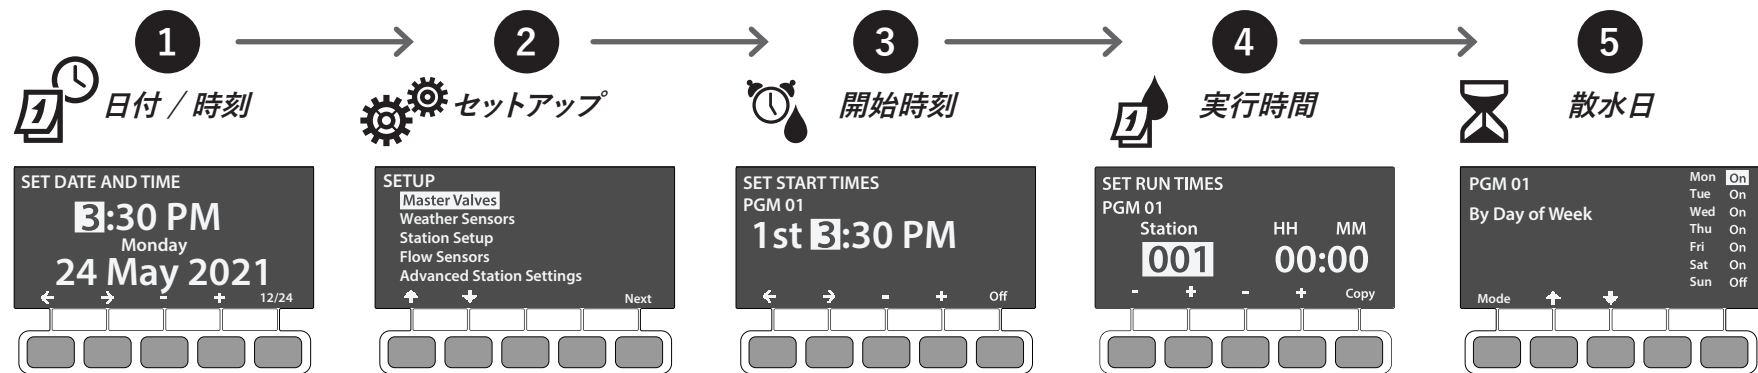 1
日付 / 時刻
SET DATE AND TIME
3:30 PM
Monday
24 May 2021
← → - + 12/24
2
セットアップ
SETUP
Master Valves
Weather Sensors
Station Setup
Flow Sensors
Advanced Station Settings
↑ ↓ Next
3
開始時刻
SET START TIMES
PGM 01
1st 3:30 PM
← → - + Off
4
実行時間
SET RUN TIMES
PGM 01
Station HH MM
001 00:00
- + - + Copy
5
散水日
PGM 01
By Day of Week
Mon On
Tue On
Wed On
Thu On
Fri On
Sat On
Sun Off
Mode ↑ ↓